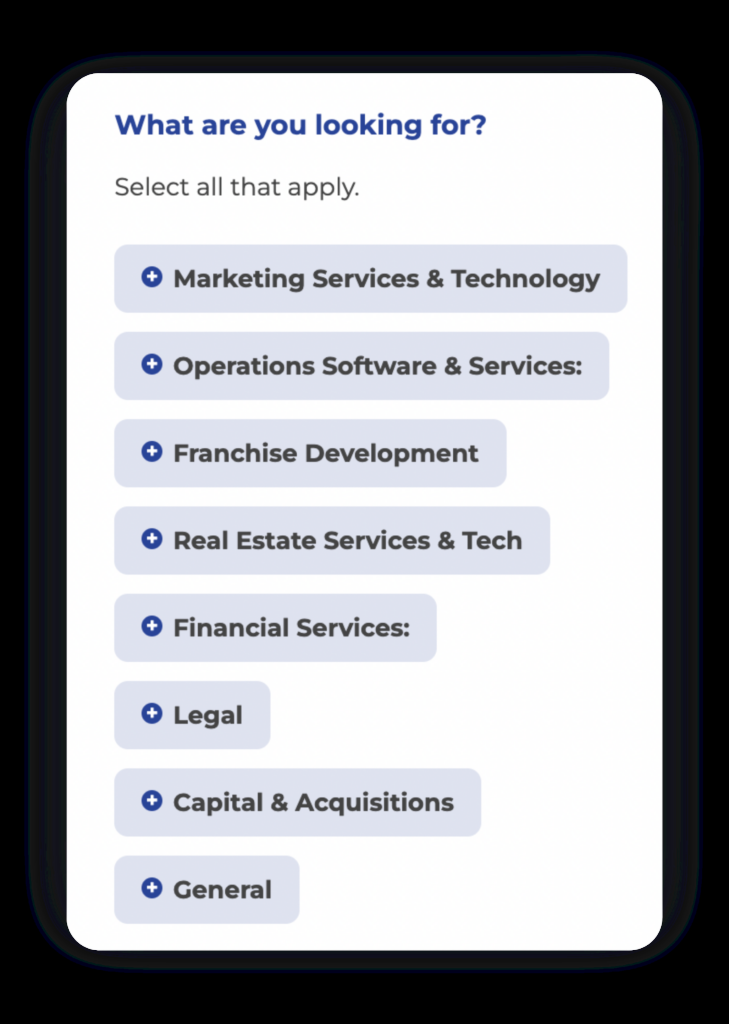 What are you looking for?
Select all that apply.
Marketing Services & Technology
Operations Software & Services:
Franchise Development
Real Estate Services & Tech
Financial Services:
Legal
Capital & Acquisitions
General